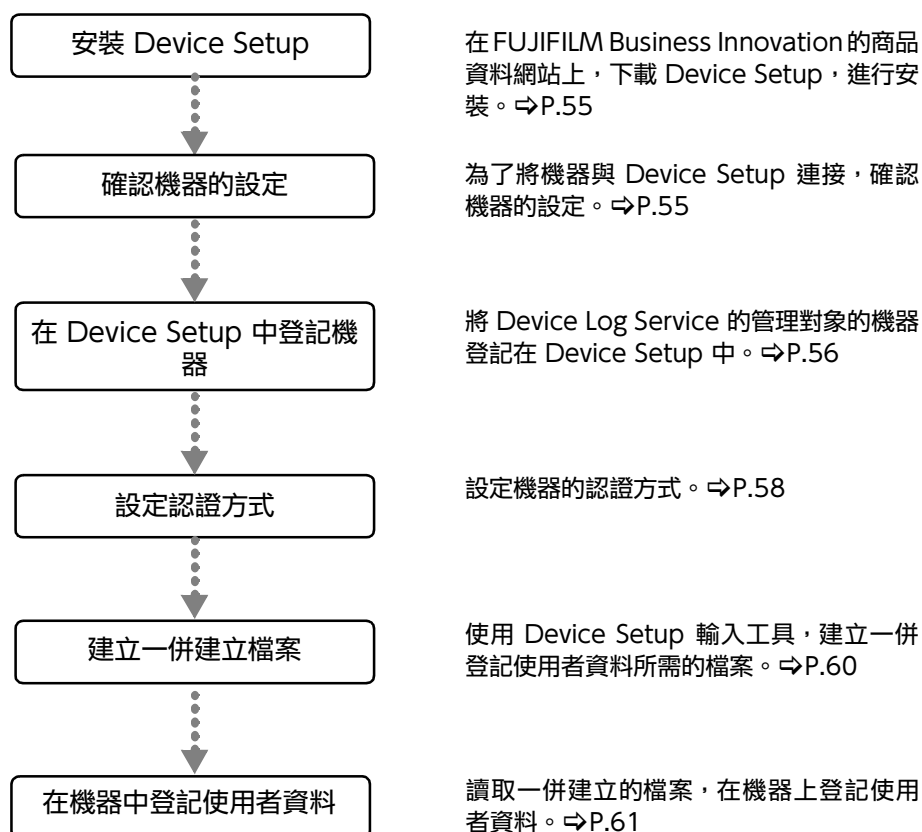 安裝 Device Setup
在FUJIFILM Business Innovation的商品
資料網站上，下載 Device Setup，進行安
裝。⇨P.55
確認機器的設定
為了將機器與 Device Setup 連接，確認
機器的設定。⇨P.55
在 Device Setup 中登記機
器
將 Device Log Service 的管理對象的機器
登記在 Device Setup 中。⇨P.56
設定認證方式
設定機器的認證方式。⇨P.58
建立一併建立檔案
使用 Device Setup 輸入工具，建立一併
登記使用者資料所需的檔案。⇨P.60
在機器中登記使用者資料
讀取一併建立的檔案，在機器上登記使用
者資料。⇨P.61